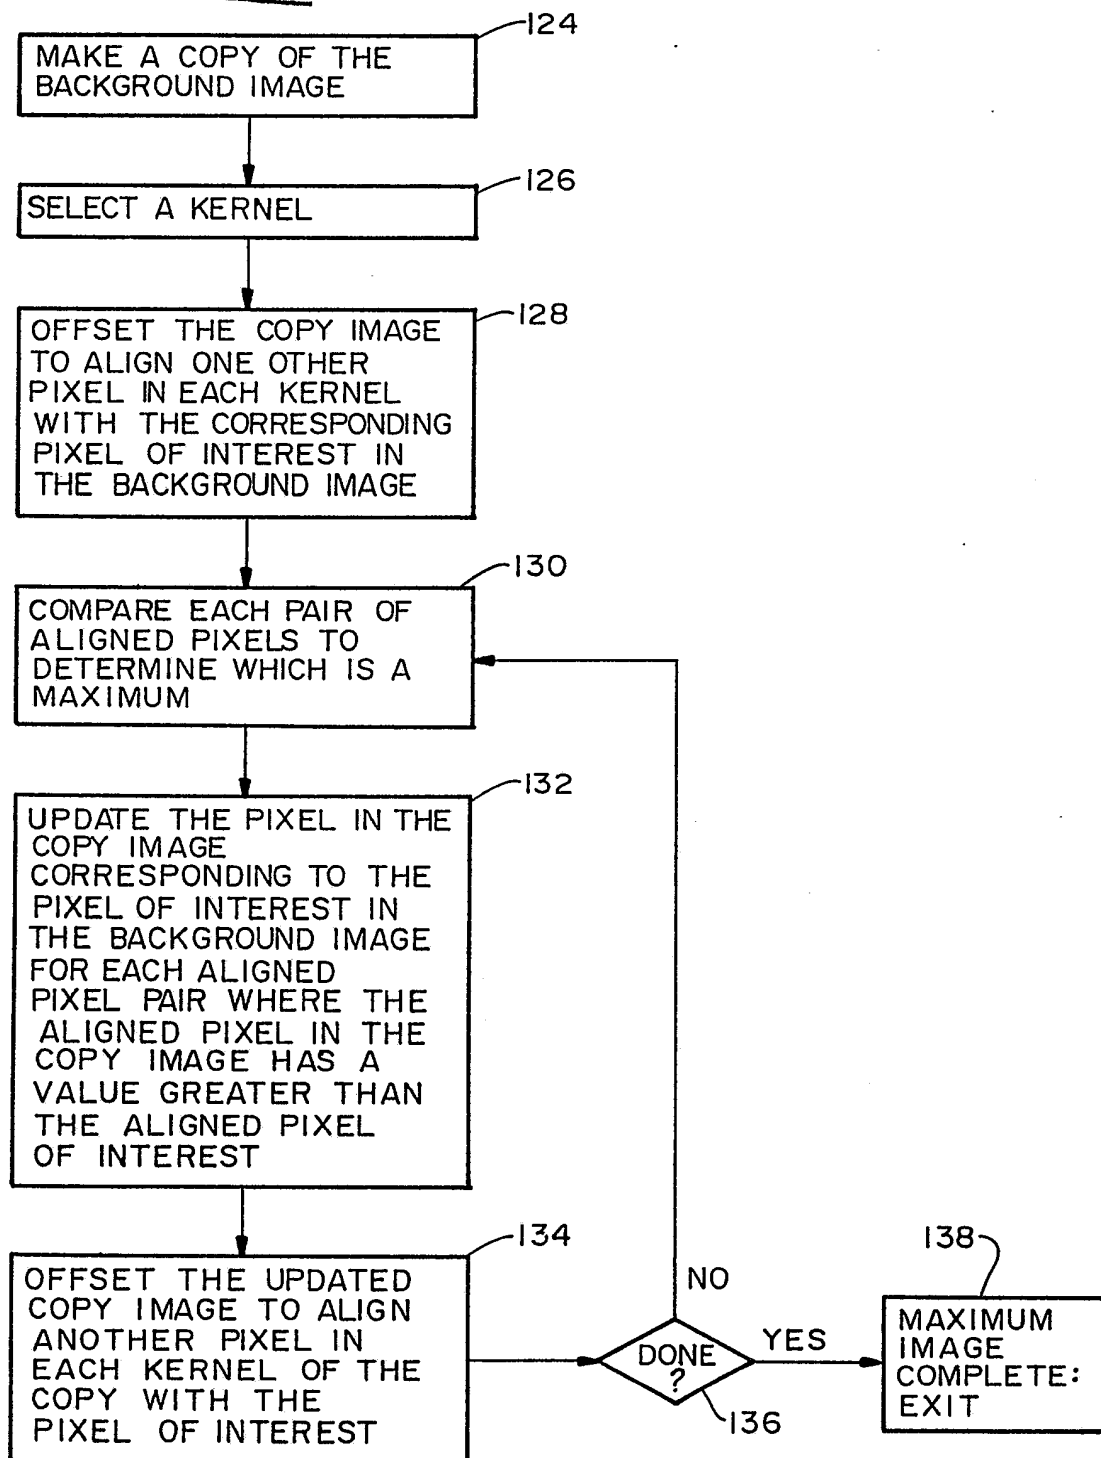 124
MAKE A COPY OF THE
BACKGROUND IMAGE
126
SELECT A KERNEL
128
OFFSET THE COPY IMAGE
TO ALIGN ONE OTHER
PIXEL IN EACH KERNEL
WITH THE CORRESPONDING
PIXEL OF INTEREST IN
THE BACKGROUND IMAGE
130
COMPARE EACH PAIR OF
ALIGNED PIXELS TO
DETERMINE WHICH IS A
MAXIMUM
132
UPDATE THE PIXEL IN THE
COPY IMAGE
CORRESPONDING TO THE
PIXEL OF INTEREST IN
THE BACKGROUND IMAGE
FOR EACH ALIGNED
PIXEL PAIR WHERE THE
ALIGNED PIXEL IN THE
COPY IMAGE HAS A
VALUE GREATER THAN
THE ALIGNED PIXEL
OF INTEREST
134
OFFSET THE UPDATED
COPY IMAGE TO ALIGN
ANOTHER PIXEL IN
EACH KERNEL OF THE
COPY WITH THE
PIXEL OF INTEREST
NO
DONE
?
YES
136
138
MAXIMUM
IMAGE
COMPLETE:
EXIT